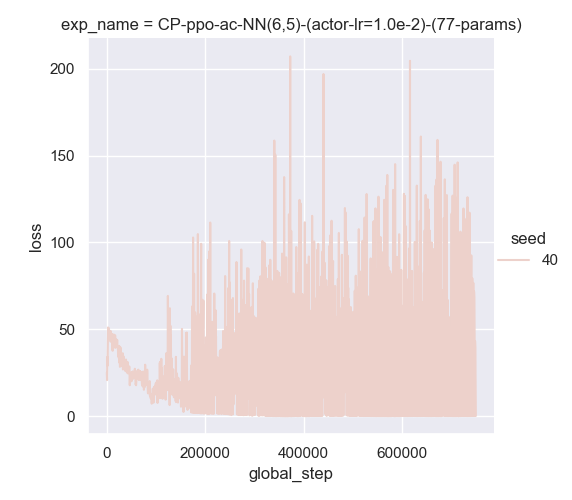 exp_name = CP-ppo-ac-NN(6,5)-(actor-lr=1.0e-2)-(77-params)
200
150
100
50
0
loss
0 200000 400000 600000
global_step
seed
40